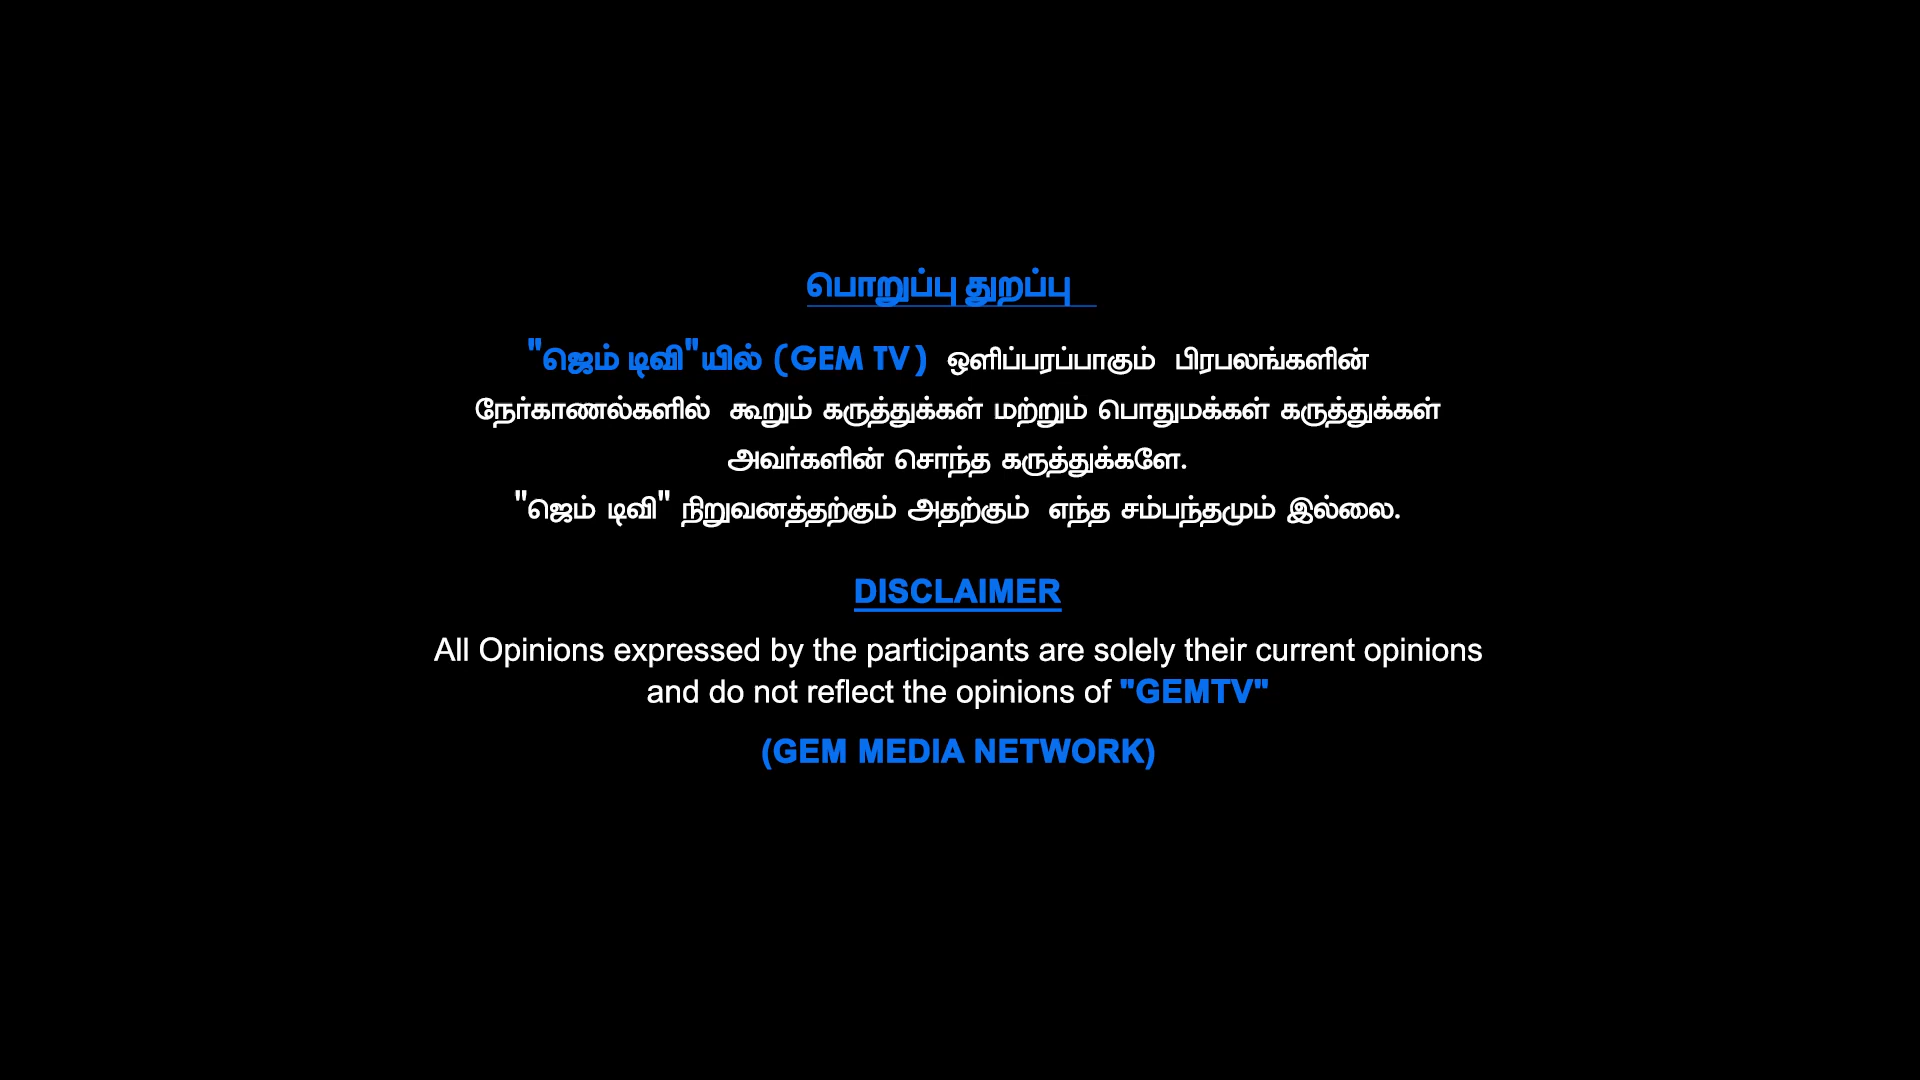 பொறுப்பு துறப்பு
"ஜெம் டிவி"யில் (GEM TV) ஒளிப்பரப்பாகும் பிரபலங்களின்
நேர்காணல்களில் கூறும் கருத்துக்கள் மற்றும் பொதுமக்கள் கருத்துக்கள்
அவர்களின் சொந்த கருத்துக்களே.
"ஜெம் டிவி" நிறுவனத்தற்கும் அதற்கும் எந்த சம்பந்தமும் இல்லை.
DISCLAIMER
All Opinions expressed by the participants are solely their current opinions
and do not reflect the opinions of "GEMTV"
(GEM MEDIA NETWORK)